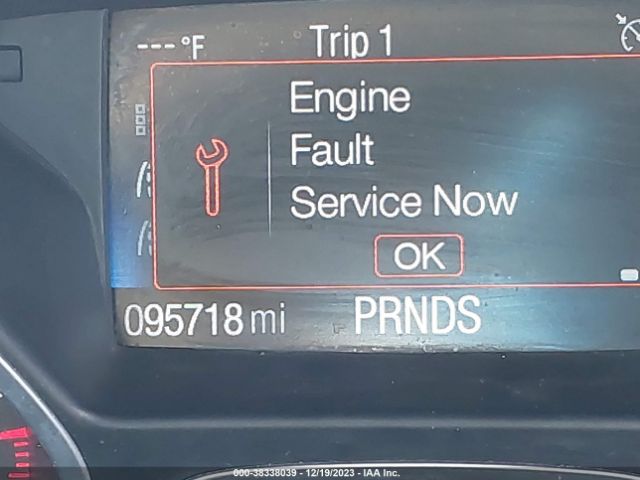 ---°F Trip 1
Engine
Fault
Service Now
OK
095718 mi PRNDS
000-38338039 - 12/19/2023 - IAA Inc.